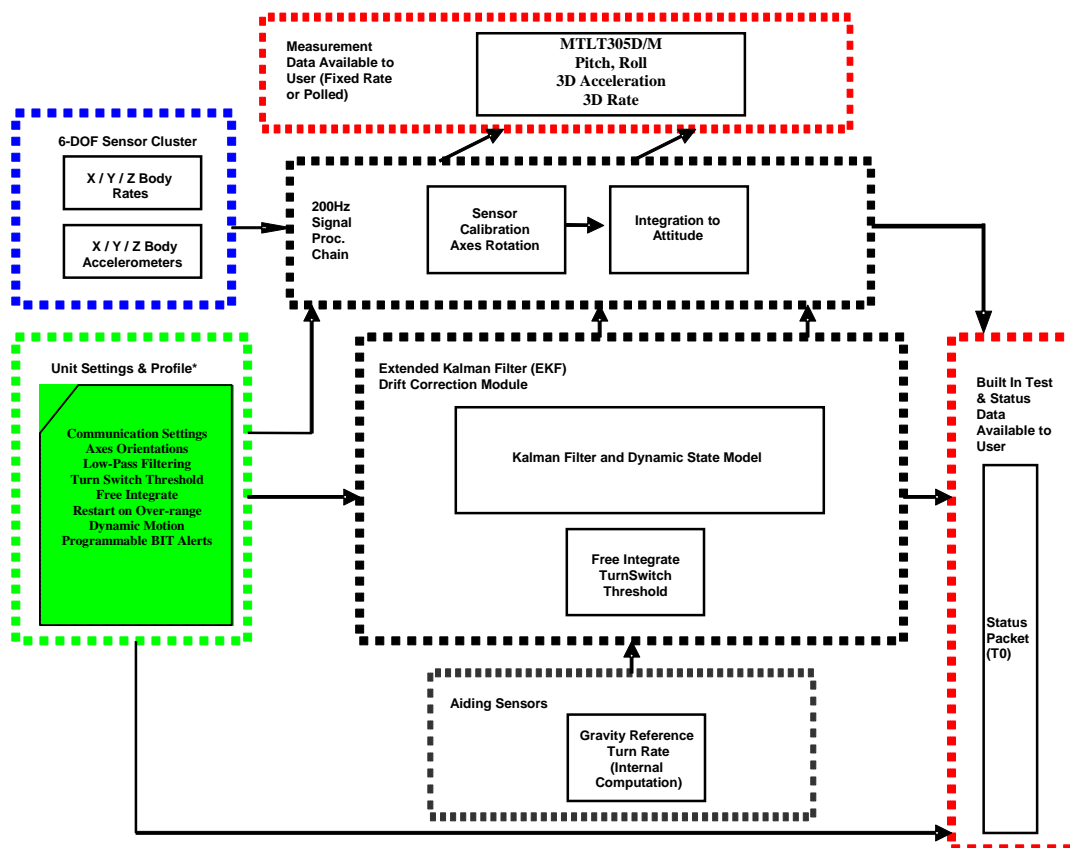 Measurement
Data Available to
User (Fixed Rate
or Polled)
MTLT305D/M
Pitch, Roll
3D Acceleration
3D Rate
6-DOF Sensor Cluster
X / Y / Z Body
Rates
X / Y / Z Body
Accelerometers
200Hz
Signal
Proc.
Chain
Sensor
Calibration
Axes Rotation
Integration to
Attitude
Unit Settings & Profile*
Communication Settings
Axes Orientations
Low-Pass Filtering
Turn Switch Threshold
Free Integrate
Restart on Over-range
Dynamic Motion
Programmable BIT Alerts
Extended Kalman Filter (EKF)
Drift Correction Module
Kalman Filter and Dynamic State Model
Free Integrate
TurnSwitch
Threshold
Built In Test
& Status
Data
Available to
User
Status
Packet
(T0)
Aiding Sensors
Gravity Reference
Turn Rate
(Internal
Computation)